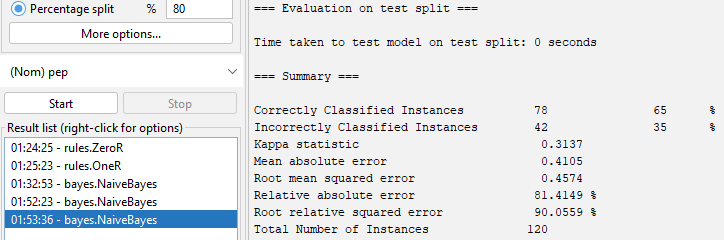 Percentage split % 80
More options...
(Nom) pep
Start Stop
Result list (right-click for options)
01:24:25 - rules.ZeroR
01:25:23 - rules.OneR
01:32:53 - bayes.NaiveBayes
01:52:23 - bayes.NaiveBayes
01:53:36 - bayes.NaiveBayes
=== Evaluation on test split ===
Time taken to test model on test split: 0 seconds
=== Summary ===
Correctly Classified Instances 78 65 %
Incorrectly Classified Instances 42 35 %
Kappa statistic 0.3137
Mean absolute error 0.4105
Root mean squared error 0.4574
Relative absolute error 81.4149 %
Root relative squared error 90.0559 %
Total Number of Instances 120